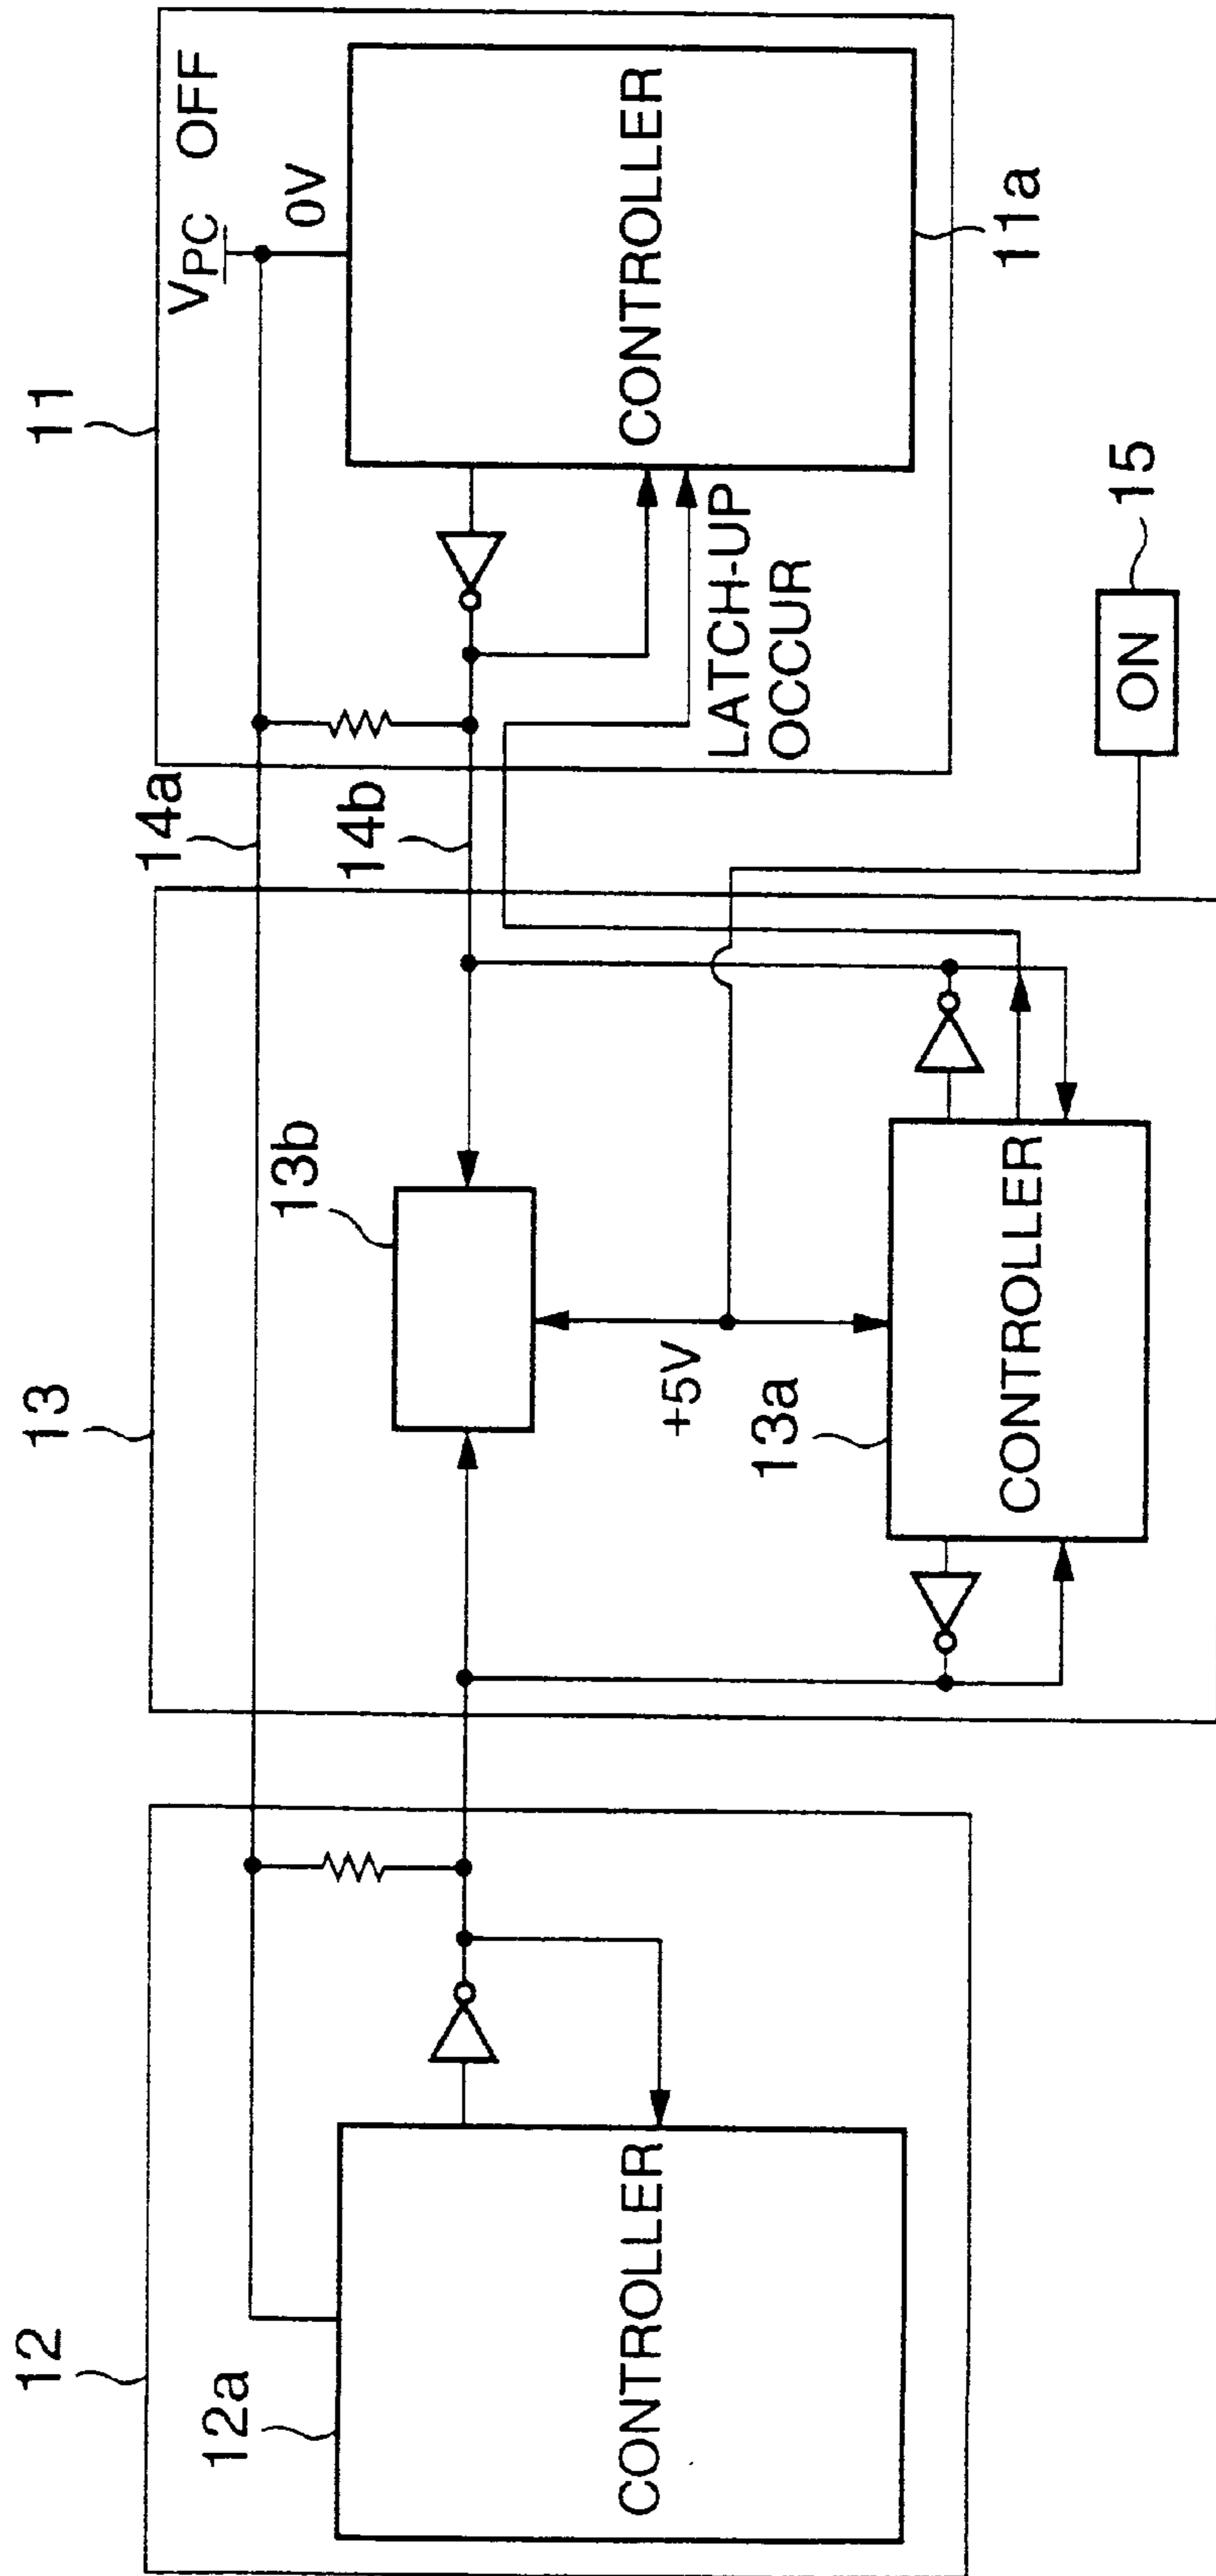 12
12a
CONTROLLER
13
13b
+5V
13a
CONTROLLER
14a
14b
11
V_PC OFF
0V
CONTROLLER
11a
LATCH-UP
OCCUR
15
ON